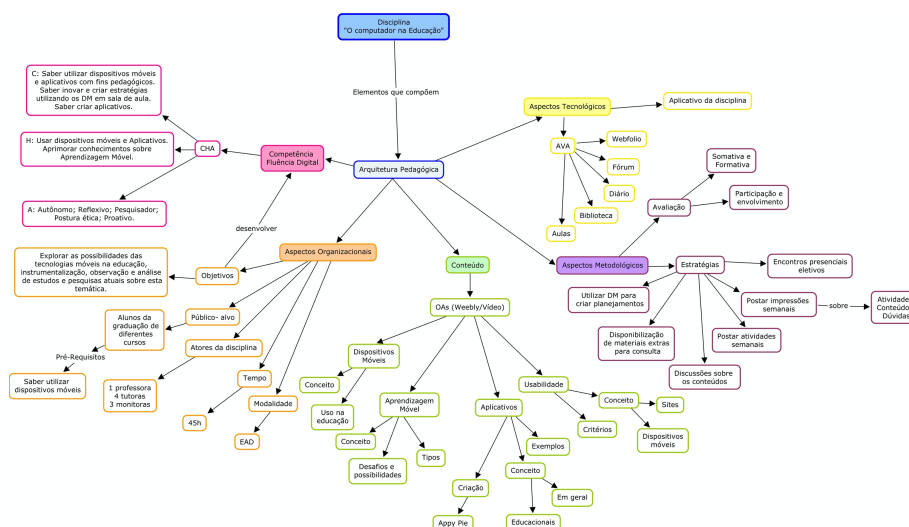 Disciplina
"O computador na Educação"
Elementos que compõem
Arquitetura Pedagógica
Competência
Fluência Digital
CHA
C: Saber utilizar dispositivos móveis
e aplicativos com fins pedagógicos.
Saber inovar e criar estratégias
utilizando os DM em sala de aula.
Saber criar aplicativos.
H: Usar dispositivos móveis e Aplicativos.
Aprimorar conhecimentos sobre
Aprendizagem Móvel.
A: Autônomo; Reflexivo; Pesquisador;
Postura ética; Proativo.
desenvolver
Aspectos Organizacionais
Objetivos
Explorar as possibilidades das
tecnologias móveis na educação,
instrumentalização, observação e análise
de estudos e pesquisas atuais sobre esta
temática.
Público- alvo
Alunos da
graduação de
diferentes
cursos
Pré-Requisitos
Saber utilizar
dispositivos móveis
Atores da disciplina
1 professora
4 tutoras
3 monitoras
Tempo
45h
Modalidade
EAD
Conteúdo
OAs (Weebly/Vídeo)
Dispositivos
Móveis
Conceito
Uso na
educação
Aprendizagem
Móvel
Conceito
Desafios e
possibilidades
Tipos
Aplicativos
Criação
Appy Pie
Conceito
Educacionais
Em geral
Exemplos
Usabilidade
Conceito
Sites
Dispositivos
móveis
Critérios
Aspectos Tecnológicos
Aplicativo da disciplina
AVA
Webfolio
Fórum
Diário
Biblioteca
Aulas
Aspectos Metodológicos
Avaliação
Somativa e
Formativa
Participação e
envolvimento
Estratégias
Encontros presenciais
eletivos
Utilizar DM para
criar planejamentos
Disponibilização
de materiais extras
para consulta
Discussões sobre
os conteúdos
Postar atividades
semanais
Postar impressões
semanais
sobre
Atividade
Conteúdo
Dúvidas